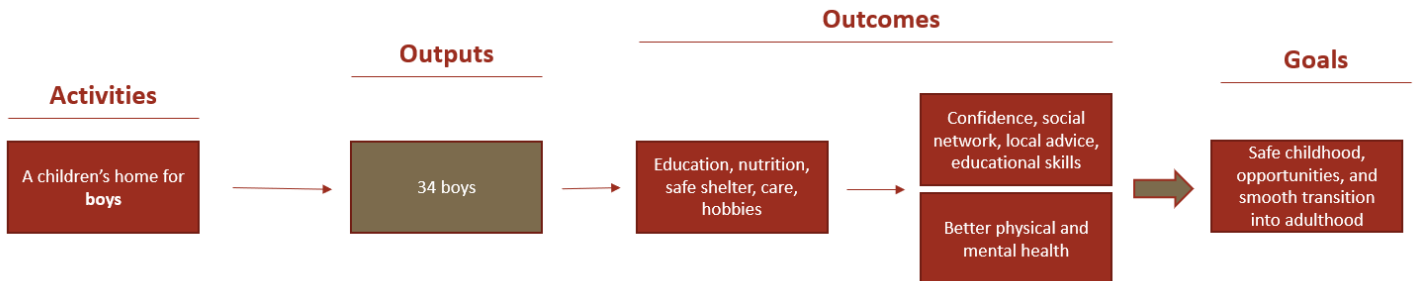 Outcomes
Outputs
Goals
Activities
A children’s home for
boys
34 boys
Education, nutrition,
safe shelter, care,
hobbies
Confidence, social
network, local advice,
educational skills
Better physical and
mental health
Safe childhood,
opportunities, and
smooth transition
into adulthood